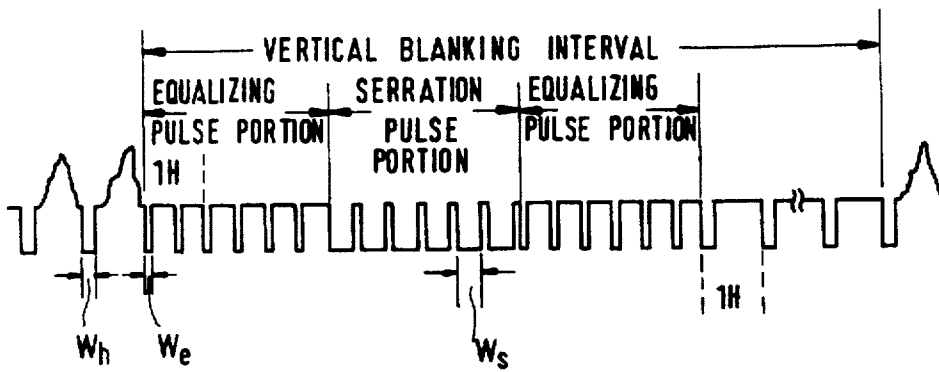 VERTICAL BLANKING INTERVAL
EQUALIZING PULSE PORTION
SERRATION PULSE PORTION
EQUALIZING PULSE PORTION
1H
1H
Wh
We
Ws